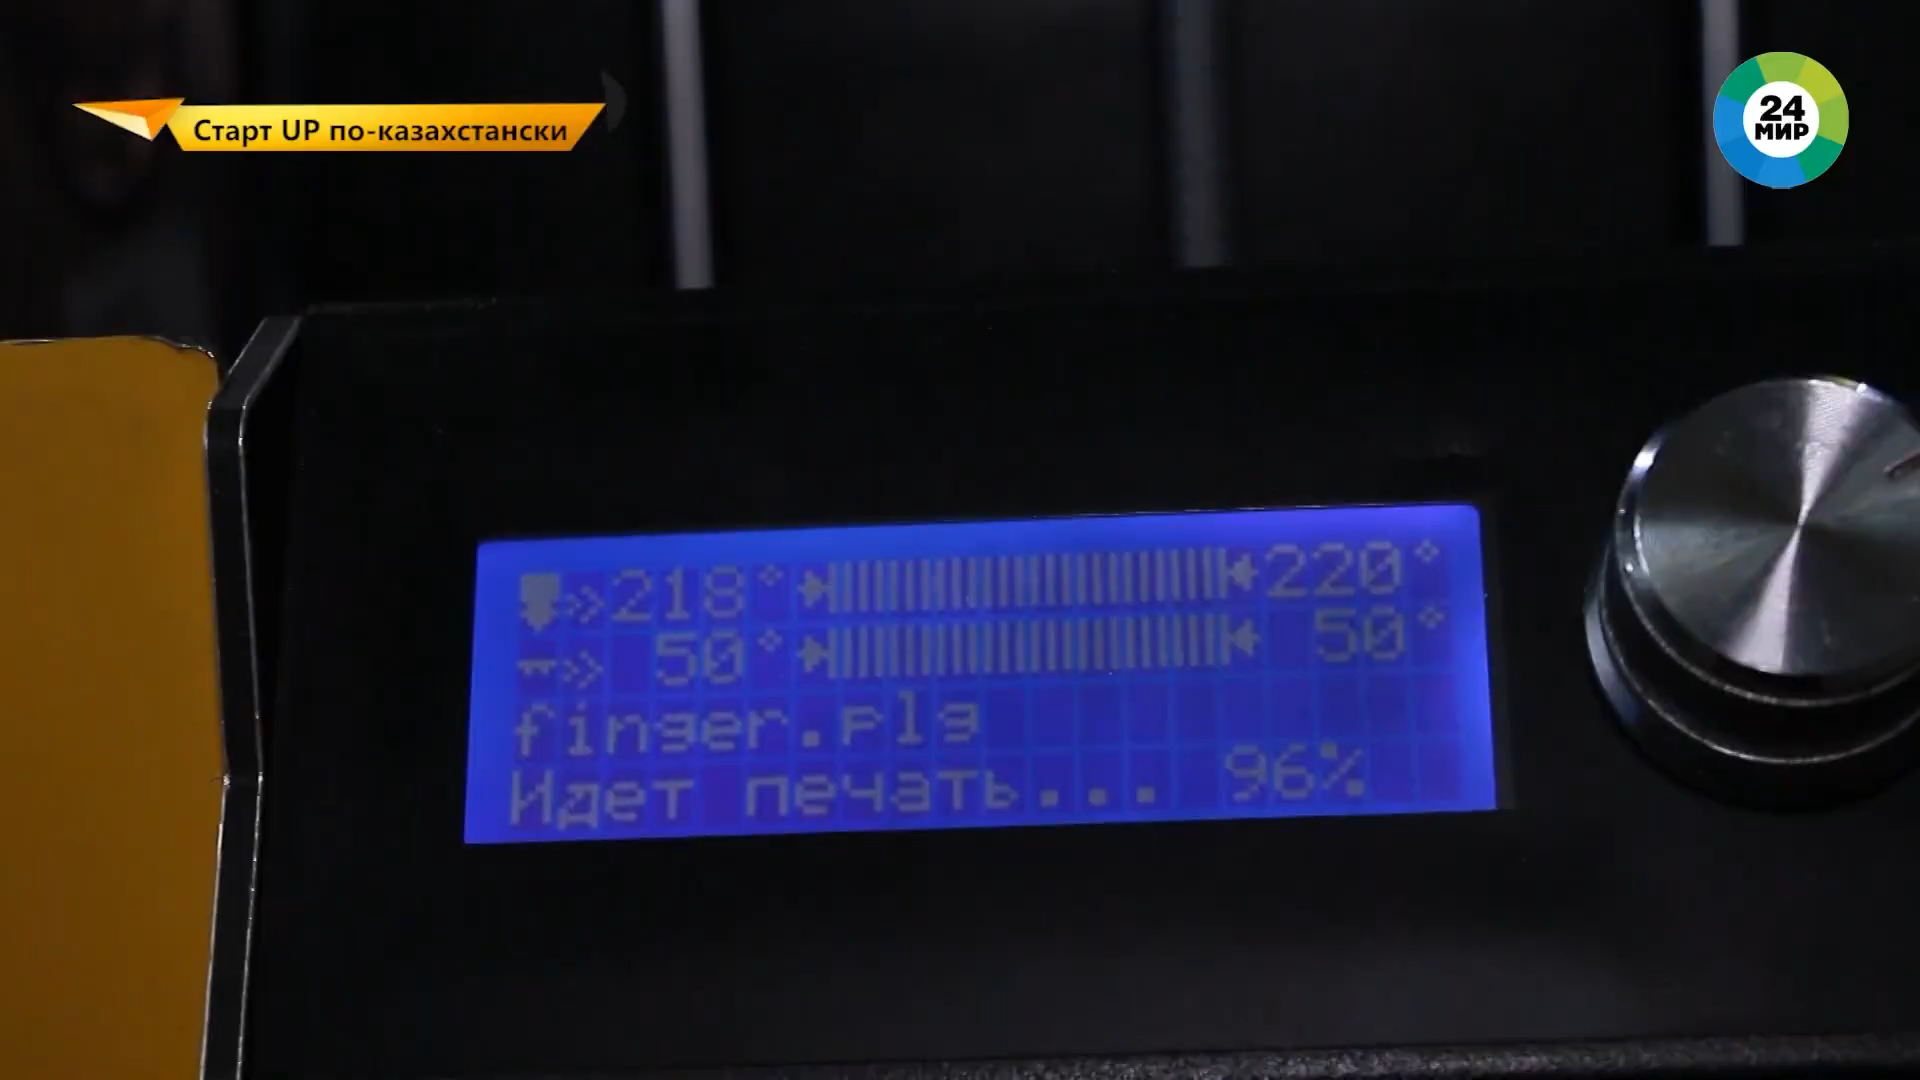 Старт UP по-казахстански
24
МИР
»218° 220°
» 50° 50°
finger.plg
Идет печать... 96%